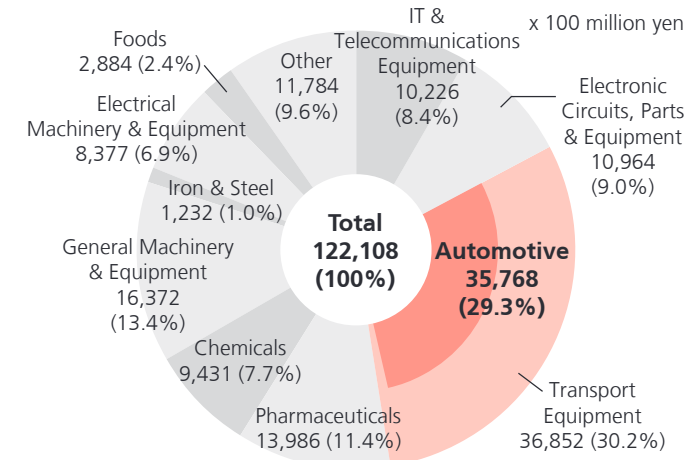 x 100 million yen
IT &
Telecommunications
Equipment
10,226
(8.4%)
Electronic
Circuits, Parts
& Equipment
10,964
(9.0%)
Automotive
35,768
(29.3%)
Transport
Equipment
36,852 (30.2%)
Pharmaceuticals
13,986 (11.4%)
Chemicals
9,431 (7.7%)
General Machinery
& Equipment
16,372
(13.4%)
Iron & Steel
1,232 (1.0%)
Electrical
Machinery & Equipment
8,377 (6.9%)
Foods
2,884 (2.4%)
Other
11,784
(9.6%)
Total
122,108
(100%)